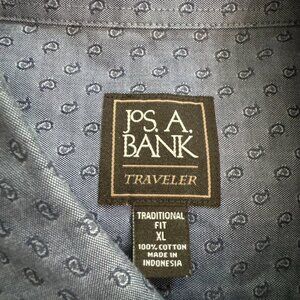 JOS. A.
BANK
TRAVELER
TRADITIONAL
FIT
XL
100% COTTON
MADE IN
INDONESIA